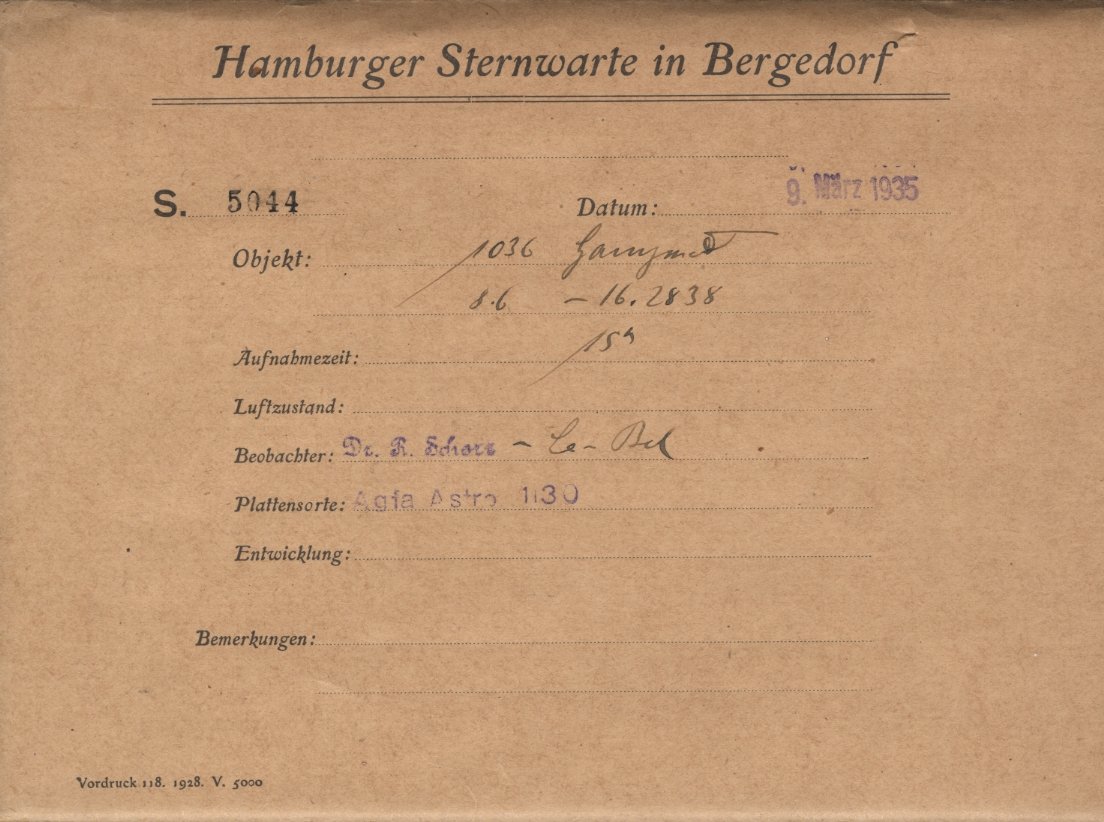 Hamburger Sternwarte in Bergedorf
S. 5044 Datum: 9. März 1935
Objekt: 1036 Ganymed
8.6 – 16.2838
Aufnahmezeit: 15
Luftzustand:
Beobachter: Dr. R. Schorr –
Plattensorte: Agfa Astro 1130
Entwicklung:
Bemerkungen:
Vordruck 118. 1928. V. 5000